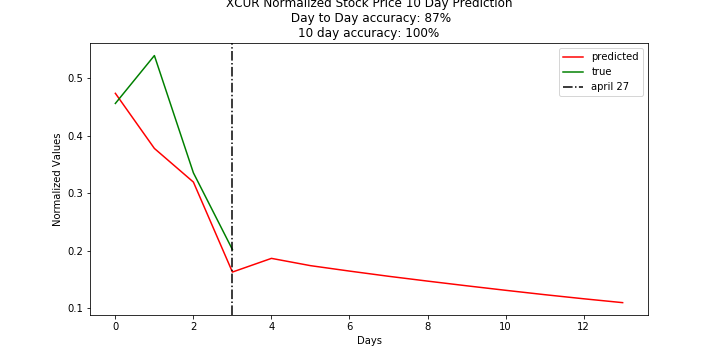 XCUR Normalized Stock Price 10 Day Prediction
Day to Day accuracy: 87%
10 day accuracy: 100%
predicted
true
april 27
Normalized Values
0.5
0.4
0.3
0.2
0.1
0 2 4 6 8 10 12
Days